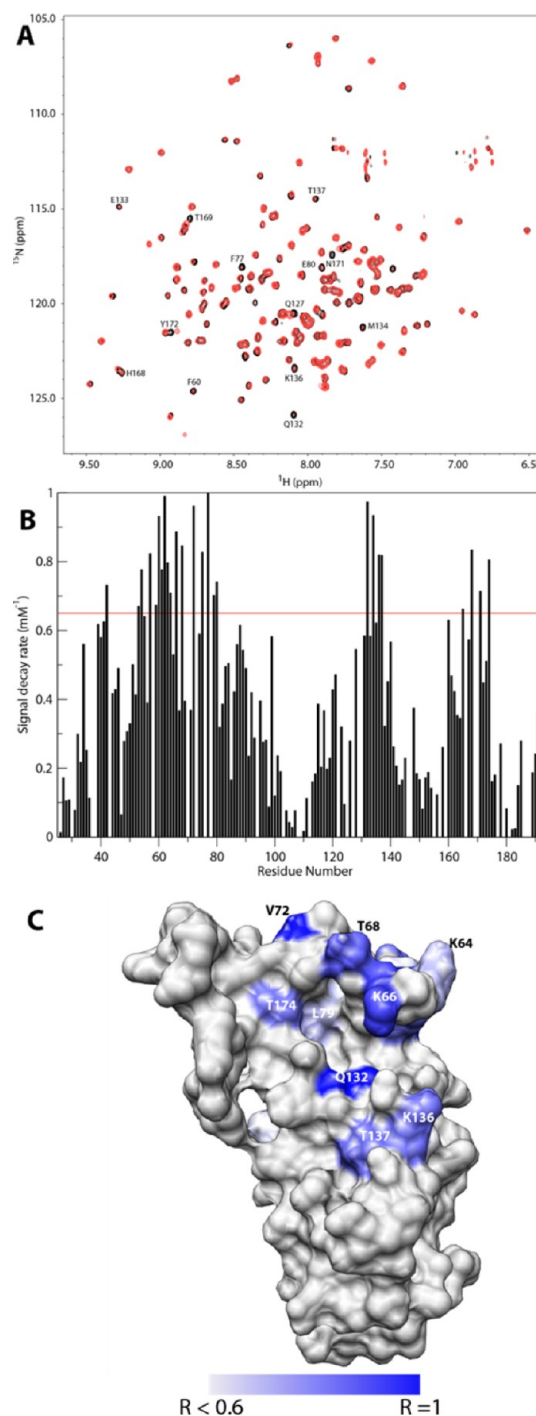 A
105.0
110.0
115.0
120.0
125.0
¹⁵N (ppm)
E133
T169
T137
F77
E80
N171
Q127
M134
Y172
H168
K136
F60
Q132
9.50
9.00
8.50
8.00
7.50
7.00
6.5
¹H (ppm)
B
1
0.8
0.6
0.4
0.2
0
Signal decay rate (mM⁻¹)
40
60
80
100
120
140
160
180
Residue Number
C
V72
T68
K64
K66
T174
L79
Q132
K136
T137
R < 0.6
R =1